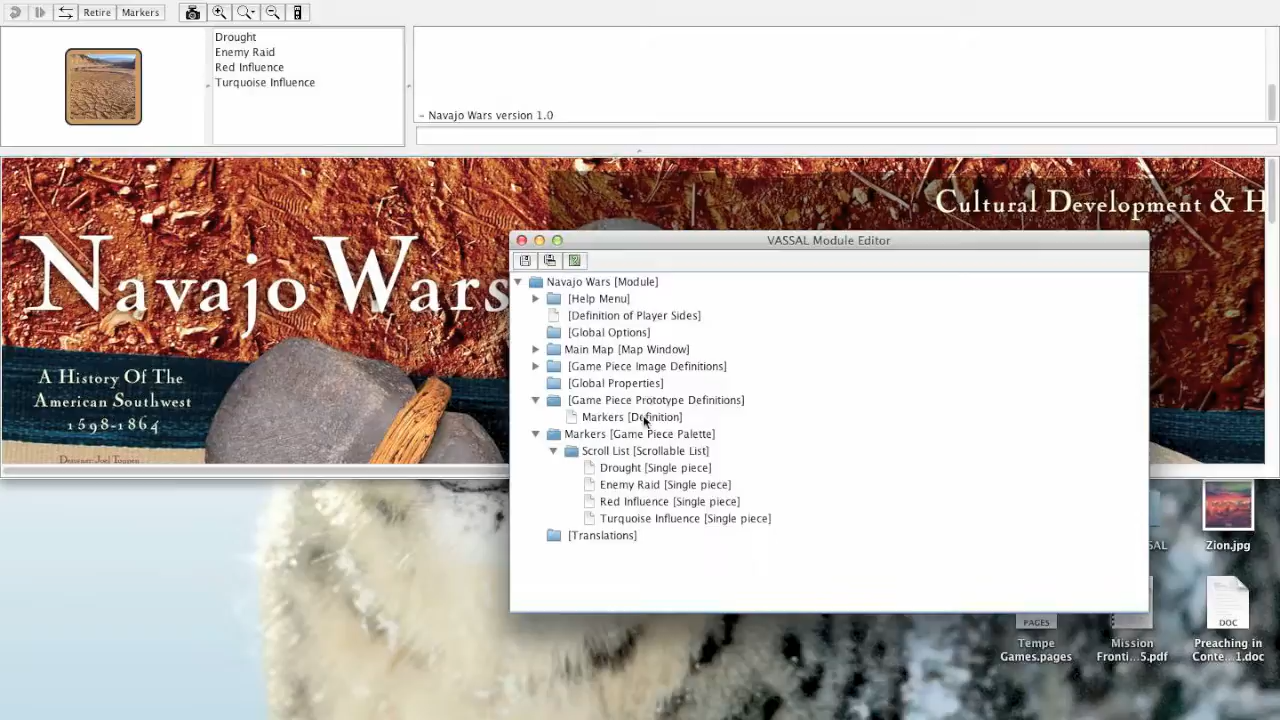 Retire Markers
Drought
Enemy Raid
Red Influence
Turquoise Influence
- Navajo Wars version 1.0
Navajo Wars
A History Of The
American Southwest
1598-1864
Designer Joel Toppen
Cultural Development & H
VASSAL Module Editor
Navajo Wars [Module]
[Help Menu]
[Definition of Player Sides]
[Global Options]
Main Map [Map Window]
[Game Piece Image Definitions]
[Global Properties]
[Game Piece Prototype Definitions]
Markers [Definition]
Markers [Game Piece Palette]
Scroll List [Scrollable List]
Drought [Single piece]
Enemy Raid [Single piece]
Red Influence [Single piece]
Turquoise Influence [Single piece]
[Translations]
SAL
Zion.jpg
PAGES
DOC
Tempe
Games.pages
Mission
Fronti...5.pdf
Preaching in
Conte...1.doc